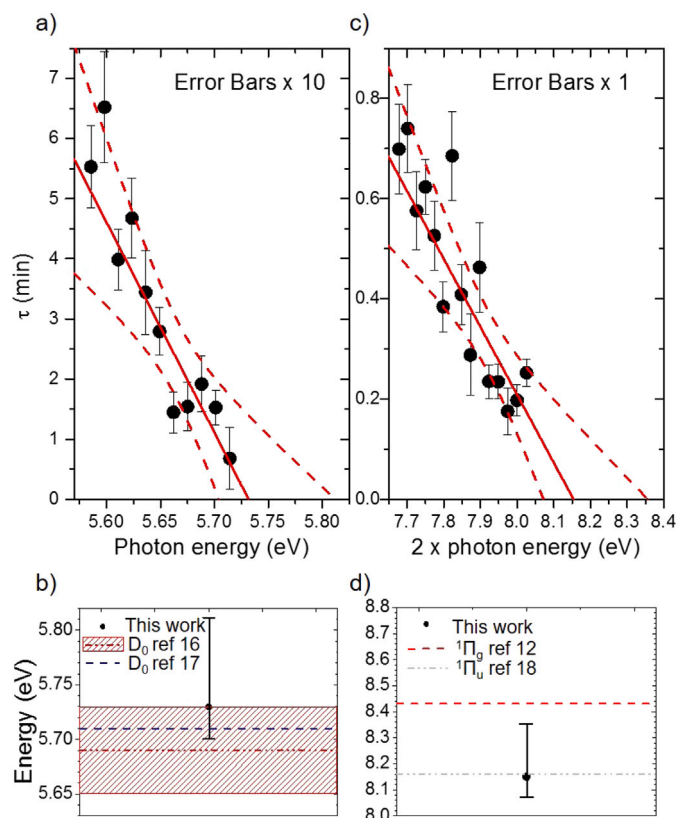 a)
c)
Error Bars x 10
Error Bars x 1
τ (min)
7
6
5
4
3
2
1
0
0.8
0.6
0.4
0.2
0.0
5.60 5.65 5.70 5.75 5.80
7.7 7.8 7.9 8.0 8.1 8.2 8.3 8.4
Photon energy (eV)
2 x photon energy (eV)
b)
d)
This work
D₀ ref 16
D₀ ref 17
This work
¹Πg ref 12
¹Πu ref 18
Energy (eV)
5.80
5.75
5.70
5.65
8.8
8.7
8.6
8.5
8.4
8.3
8.2
8.1
8.0